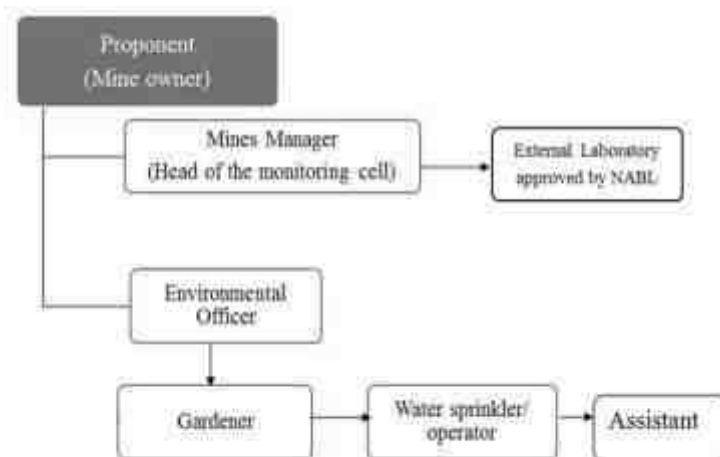 Proponent
(Mine owner)
Mines Manager
(Head of the monitoring cell)
External Laboratory
approved by NABL
Environmental
Officer
Gardener
Water sprinkler/
operator
Assistant